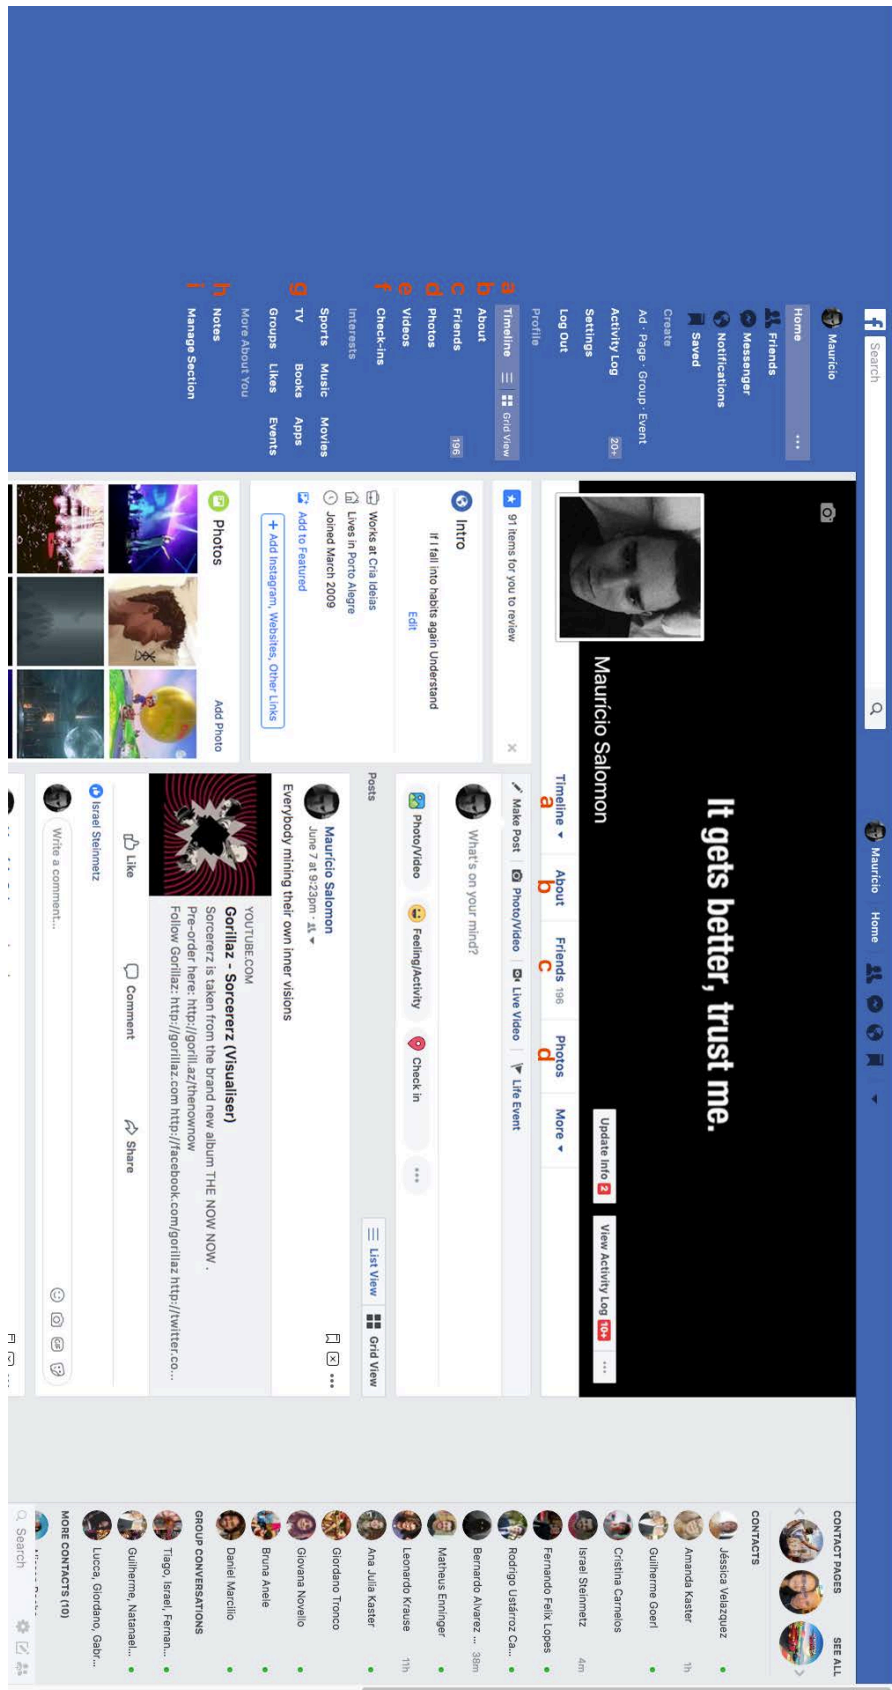 Search
Maurício
Home
Maurício
Home
Friends
Messenger
Notifications
Saved
Create
Ad · Page · Group · Event
Activity Log 20+
Settings
Log Out
Profile
a Timeline Grid View
b About
c Friends 196
d Photos
e Videos
f Check-ins
Interests
Sports Music Movies
g TV Books Apps
Groups Likes Events
More About You
h Notes
i Manage Section
It gets better, trust me.
Maurício Salomon
Update Info 2
View Activity Log 10+
Timeline About Friends 196 Photos More
a b c d
91 items for you to review
Intro
If I fall into habits again Understand
Edit
Works at Cria Ideias
Lives in Porto Alegre
Joined March 2009
Add to Featured
+ Add Instagram, Websites, Other Links
Photos
Add Photo
Make Post Photo/Video Live Video Life Event
What's on your mind?
Photo/Video Feeling/Activity Check in
Posts
List View Grid View
Maurício Salomon
June 7 at 9:23pm ·
Everybody mining their own inner visions
YOUTUBE.COM
Gorillaz - Sorcererz (Visualiser)
Sorcererz is taken from the brand new album THE NOW NOW .
Pre-order here: http://gorill.az/thenownow
Follow Gorillaz: http://gorillaz.com http://facebook.com/gorillaz http://twitter.co...
Like Comment Share
Israel Steinmetz
Write a comment...
GIF
CONTACT PAGES SEE ALL
CONTACTS
Jéssica Velazquez
Amanda Kaster 1h
Guilherme Goerl
Cristina Carnelos
Israel Steinmetz 4m
Fernando Felix Lopes
Rodrigo Ustárroz Ca...
Bernardo Alvarez ... 38m
Matheus Enninger
Leonardo Krause 11h
Ana Julia Kaster
Giordano Tronco
Giovana Novello
Bruna Anele
Daniel Marcilio
GROUP CONVERSATIONS
Tiago, Israel, Fernan...
Guilherme, Natanael...
Lucca, Giordano, Gabr...
MORE CONTACTS (10)
Search